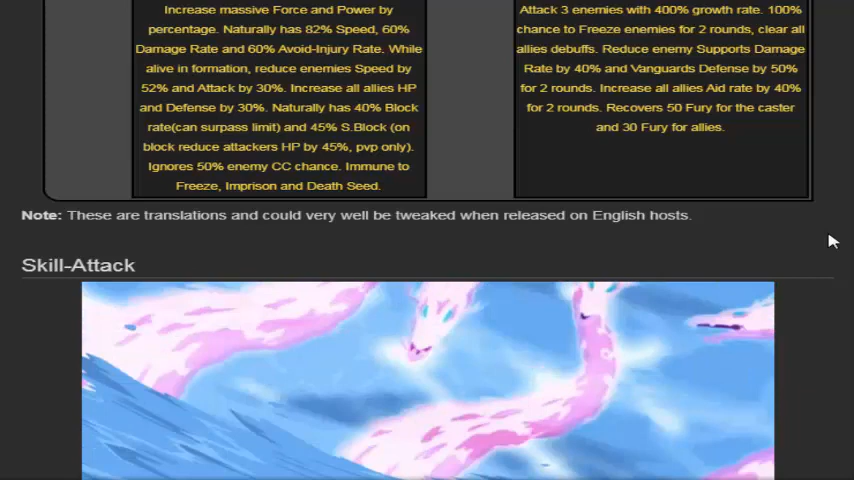 Increase massive Force and Power by
percentage. Naturally has 82% Speed, 60%
Damage Rate and 60% Avoid-Injury Rate. While
alive in formation, reduce enemies Speed by
52% and Attack by 30%. Increase all allies HP
and Defense by 30%. Naturally has 40% Block
rate(can surpass limit) and 45% S.Block (on
block reduce attackers HP by 45%, pvp only).
Ignores 50% enemy CC chance. Immune to
Freeze, Imprison and Death Seed.
Attack 3 enemies with 400% growth rate. 100%
chance to Freeze enemies for 2 rounds, clear all
allies debuffs. Reduce enemy Supports Damage
Rate by 40% and Vanguards Defense by 50%
for 2 rounds. Increase all allies Aid rate by 40%
for 2 rounds. Recovers 50 Fury for the caster
and 30 Fury for allies.
Note: These are translations and could very well be tweaked when released on English hosts.
Skill-Attack